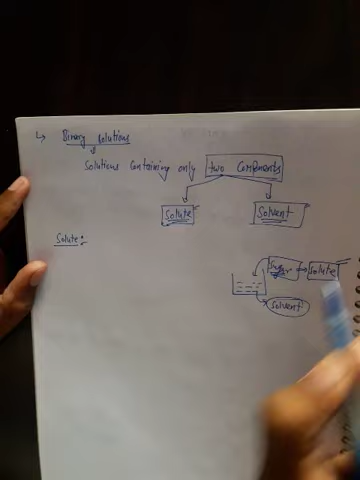 ↳ Binary solutions
Solutions containing only two components
Solute
Solvent
Solute:
Sugar → Solute
Solvent